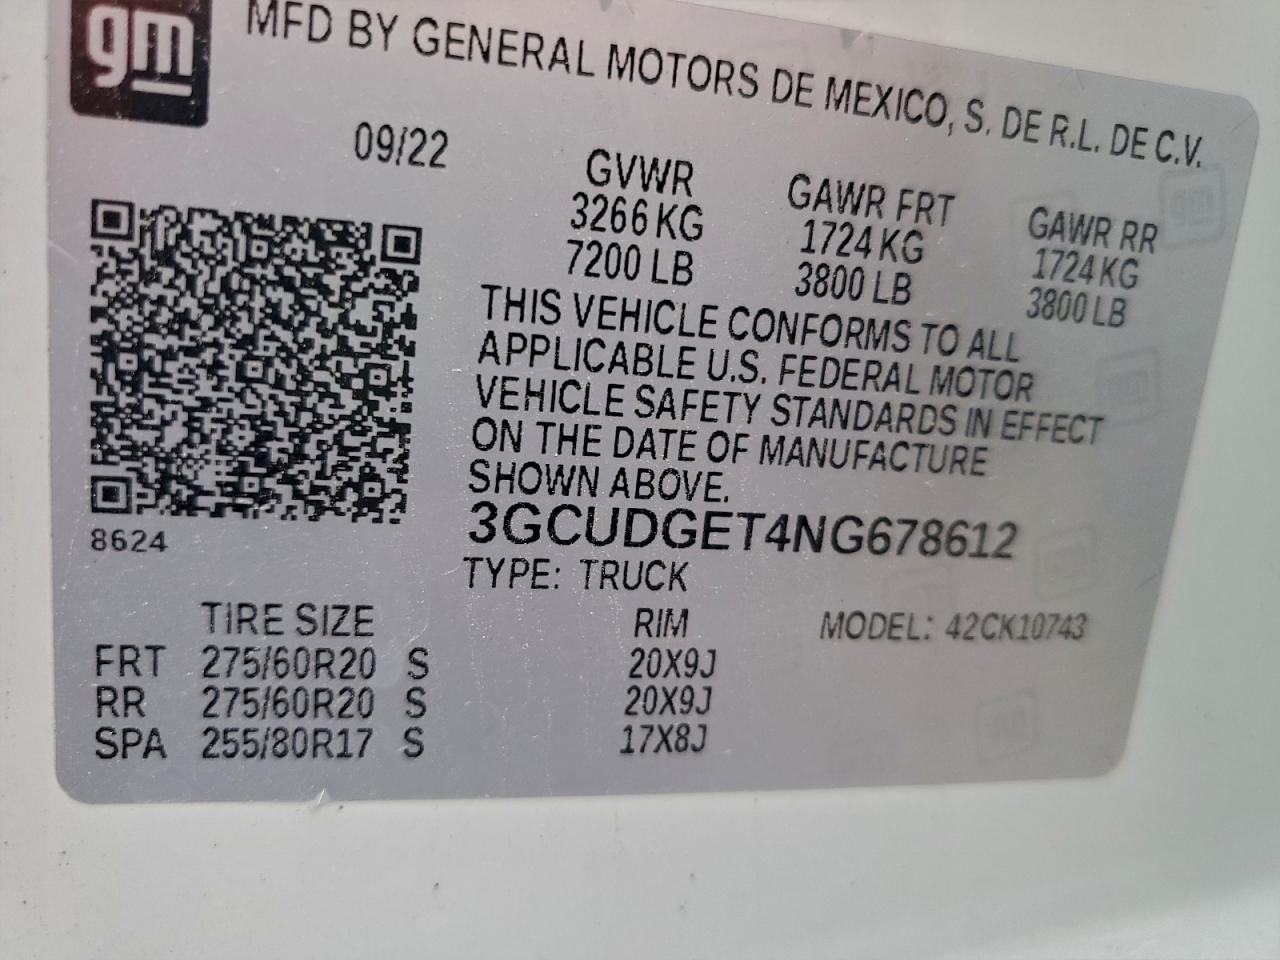 gm MFD BY GENERAL MOTORS DE MEXICO, S. DE R.L. DE C.V.
09/22
GVWR GAWR FRT GAWR RR
3266 KG 1724 KG 1724 KG
7200 LB 3800 LB 3800 LB
THIS VEHICLE CONFORMS TO ALL
APPLICABLE U.S. FEDERAL MOTOR
VEHICLE SAFETY STANDARDS IN EFFECT
ON THE DATE OF MANUFACTURE
SHOWN ABOVE.
3GCUDGET4NG678612
8624
TYPE: TRUCK
TIRE SIZE RIM MODEL: 42CK10743
FRT 275/60R20 S 20X9J
RR 275/60R20 S 20X9J
SPA 255/80R17 S 17X8J